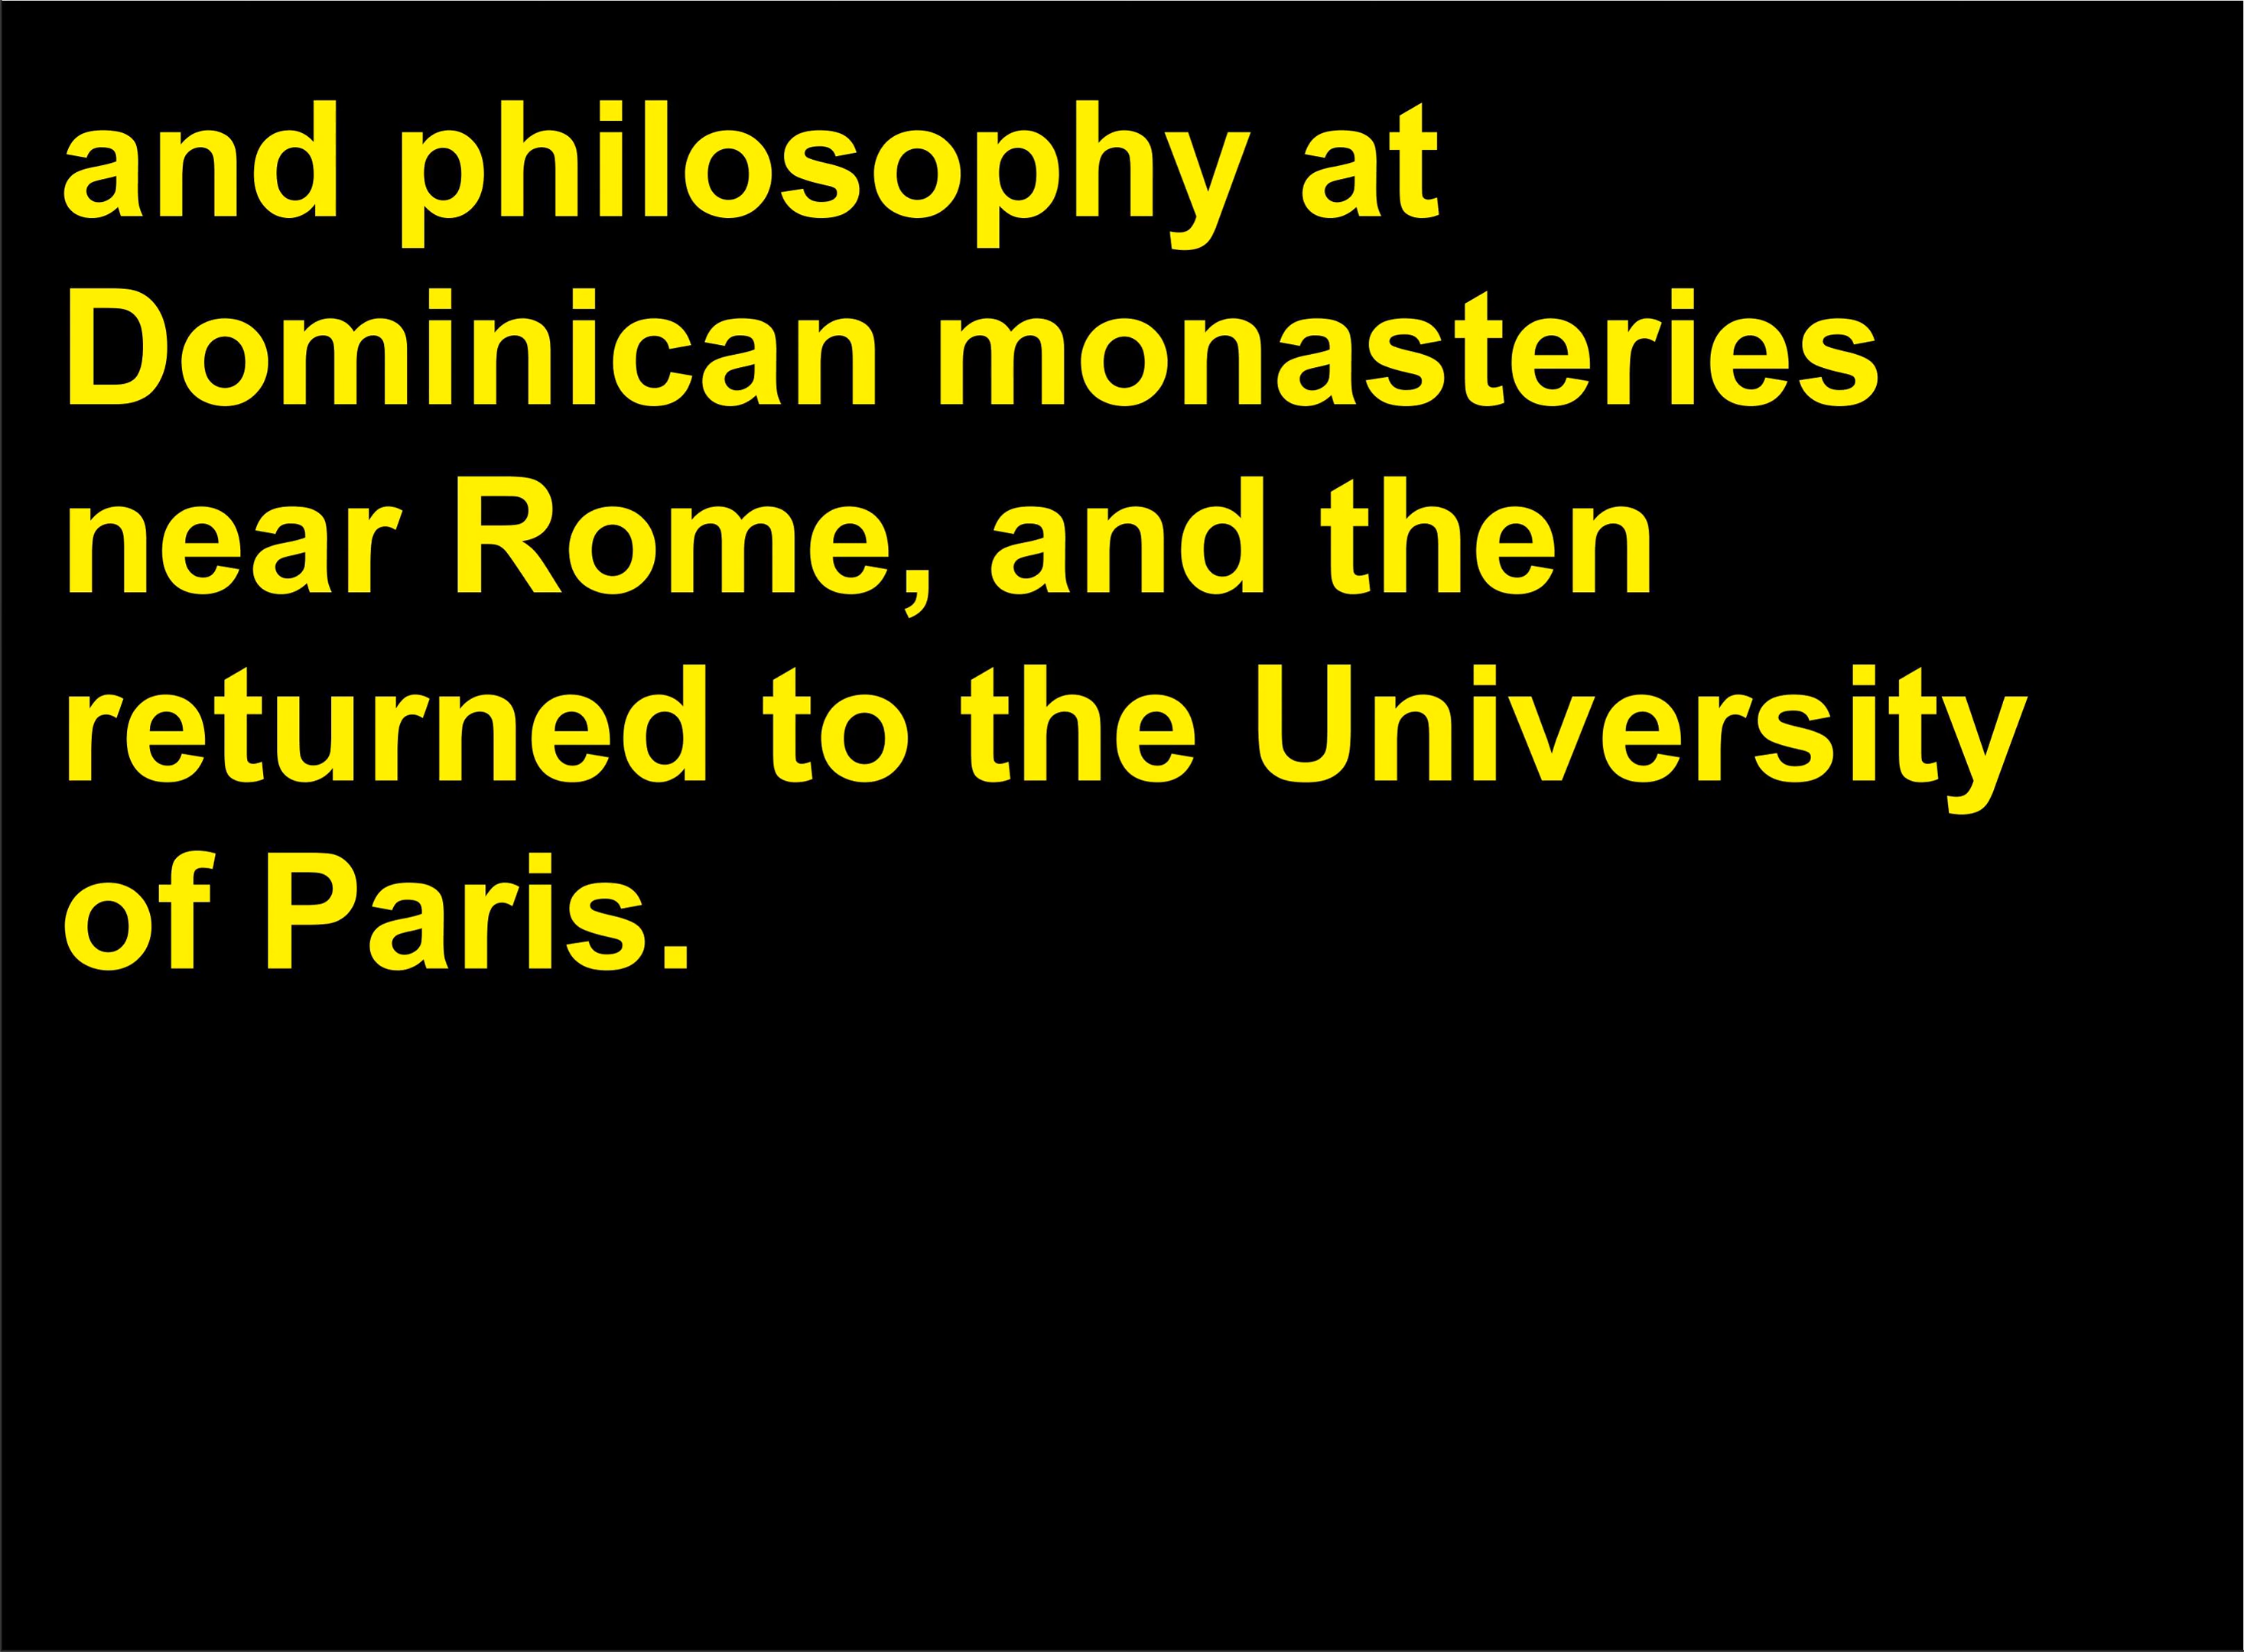 and philosophy at
Dominican monasteries
near Rome, and then
returned to the University
of Paris.